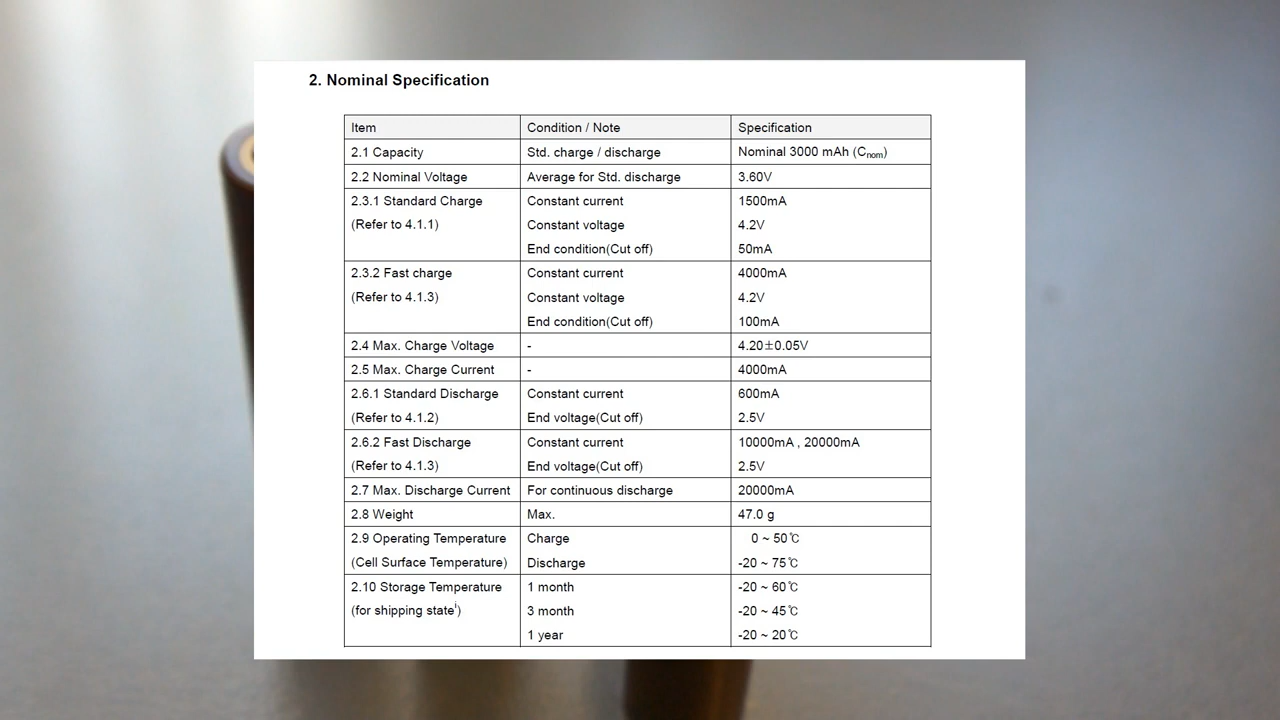 2. Nominal Specification
Item Condition / Note Specification
2.1 Capacity Std. charge / discharge Nominal 3000 mAh (Cnom)
2.2 Nominal Voltage Average for Std. discharge 3.60V
2.3.1 Standard Charge Constant current 1500mA
(Refer to 4.1.1) Constant voltage 4.2V
End condition(Cut off) 50mA
2.3.2 Fast charge Constant current 4000mA
(Refer to 4.1.3) Constant voltage 4.2V
End condition(Cut off) 100mA
2.4 Max. Charge Voltage - 4.20±0.05V
2.5 Max. Charge Current - 4000mA
2.6.1 Standard Discharge Constant current 600mA
(Refer to 4.1.2) End voltage(Cut off) 2.5V
2.6.2 Fast Discharge Constant current 10000mA , 20000mA
(Refer to 4.1.3) End voltage(Cut off) 2.5V
2.7 Max. Discharge Current For continuous discharge 20000mA
2.8 Weight Max. 47.0 g
2.9 Operating Temperature Charge 0 ~ 50℃
(Cell Surface Temperature) Discharge -20 ~ 75℃
2.10 Storage Temperature 1 month -20 ~ 60℃
(for shipping stateⁱ) 3 month -20 ~ 45℃
1 year -20 ~ 20℃